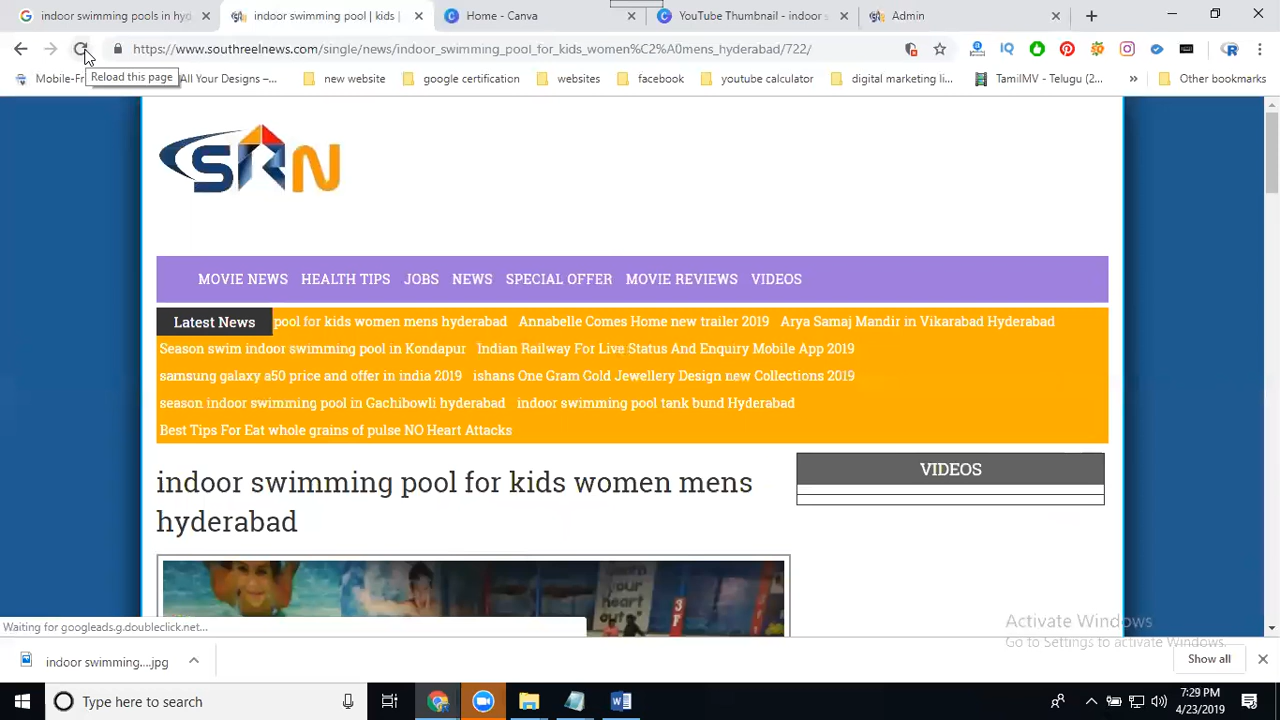 indoor swimming pools in hyd
indoor swimming pool | kids |
Home - Canva
YouTube Thumbnail - indoor s
Admin
https://www.southreelnews.com/single/news/indoor_swimming_pool_for_kids_women%C2%A0mens_hyderabad/722/
Mobile-Fr
Reload this page
All Your Designs –...
new website
google certification
websites
facebook
youtube calculator
digital marketing li...
TamilMV - Telugu (2...
»
Other bookmarks
SRN
MOVIE NEWS HEALTH TIPS JOBS NEWS SPECIAL OFFER MOVIE REVIEWS VIDEOS
Latest News pool for kids women mens hyderabad Annabelle Comes Home new trailer 2019 Arya Samaj Mandir in Vikarabad Hyderabad
Season swim indoor swimming pool in Kondapur Indian Railway For Live Status And Enquiry Mobile App 2019
samsung galaxy a50 price and offer in india 2019 ishans One Gram Gold Jewellery Design new Collections 2019
season indoor swimming pool in Gachibowli hyderabad indoor swimming pool tank bund Hyderabad
Best Tips For Eat whole grains of pulse NO Heart Attacks
indoor swimming pool for kids women mens
hyderabad
VIDEOS
your
heart
out
3
F
Waiting for googleads.g.doubleclick.net...
Activate Windows
Go to Settings to activate Windows.
indoor swimming....jpg
Show all
Type here to search
7:29 PM
4/23/2019